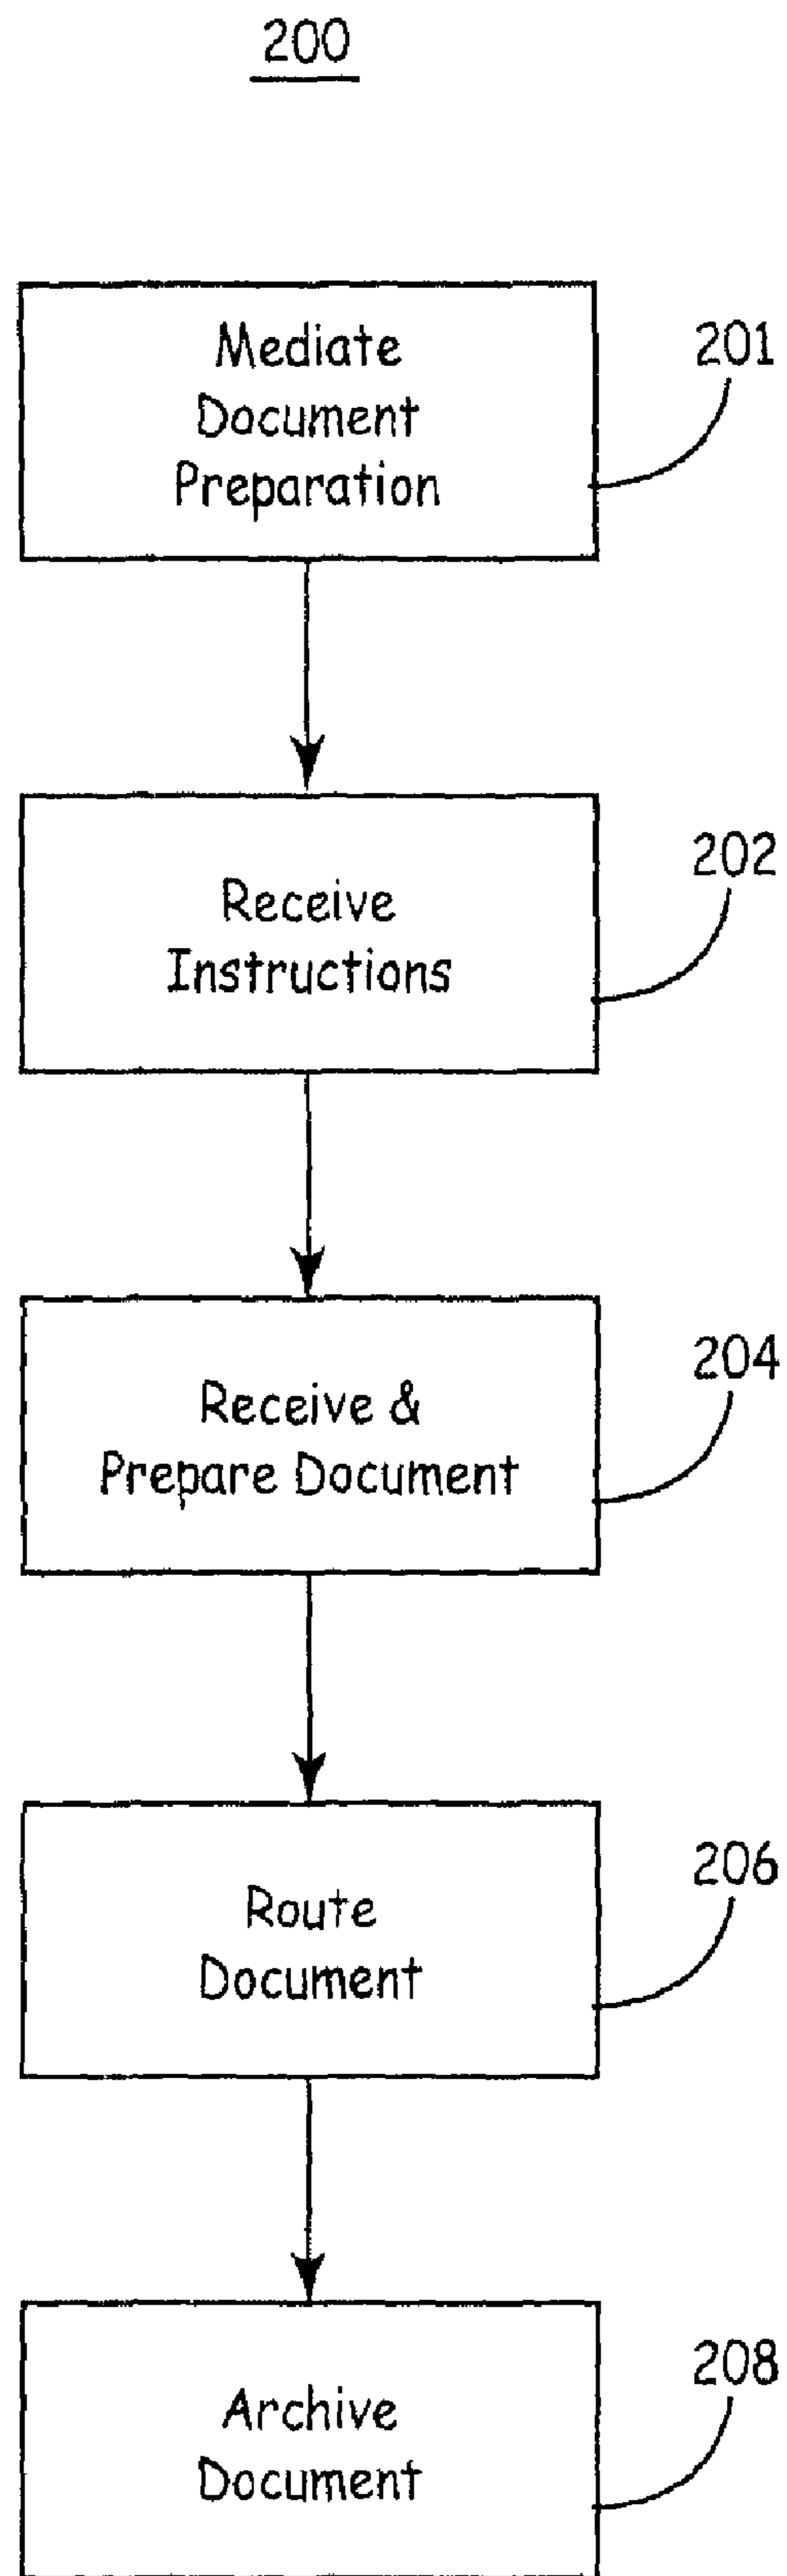 200
Mediate
Document
Preparation
201
Receive
Instructions
202
Receive &
Prepare Document
204
Route
Document
206
Archive
Document
208